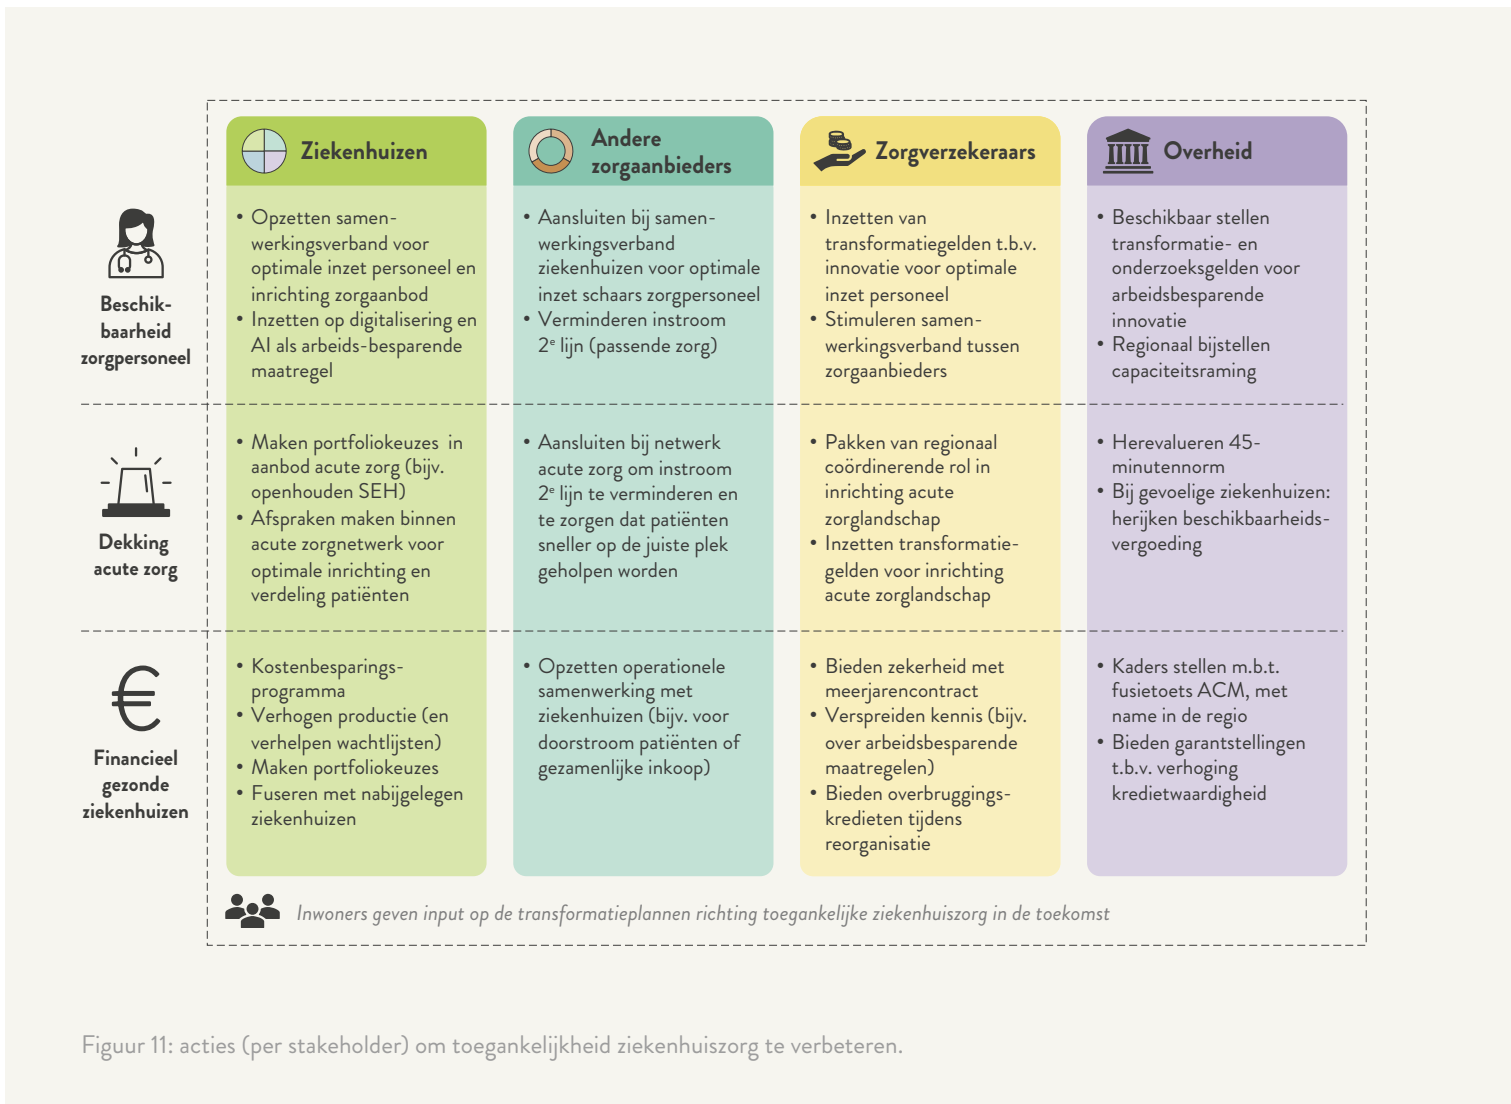 Ziekenhuizen
Andere
zorgaanbieders
Zorgverzekeraars
Overheid
Beschik-
baarheid
zorgpersoneel
• Opzetten samen-
werkingsverband voor
optimale inzet personeel en
inrichting zorgaanbod
• Inzetten op digitalisering en
AI als arbeids-besparende
maatregel
• Aansluiten bij samen-
werkingsverband
ziekenhuizen voor optimale
inzet schaars zorgpersoneel
• Verminderen instroom
2e lijn (passende zorg)
• Inzetten van
transformatiegelden t.b.v.
innovatie voor optimale
inzet personeel
• Stimuleren samen-
werkingsverband tussen
zorgaanbieders
• Beschikbaar stellen
transformatie- en
onderzoeksgelden voor
arbeidsbesparende
innovatie
• Regionaal bijstellen
capaciteitsraming
Dekking
acute zorg
• Maken portfoliokeuzes in
aanbod acute zorg (bijv.
openhouden SEH)
• Afspraken maken binnen
acute zorgnetwerk voor
optimale inrichting en
verdeling patiënten
• Aansluiten bij netwerk
acute zorg om instroom
2e lijn te verminderen en
te zorgen dat patiënten
sneller op de juiste plek
geholpen worden
• Pakken van regionaal
coördinerende rol in
inrichting acute
zorglandschap
• Inzetten transformatie-
gelden voor inrichting
acute zorglandschap
• Herevalueren 45-
minutennorm
• Bij gevoelige ziekenhuizen:
herijken beschikbaarheids-
vergoeding
€
Financieel
gezonde
ziekenhuizen
• Kostenbesparings-
programma
• Verhogen productie (en
verhelpen wachtlijsten)
• Maken portfoliokeuzes
• Fuseren met nabijgelegen
ziekenhuizen
• Opzetten operationele
samenwerking met
ziekenhuizen (bijv. voor
doorstroom patiënten of
gezamenlijke inkoop)
• Bieden zekerheid met
meerjarencontract
• Verspreiden kennis (bijv.
over arbeidsbesparende
maatregelen)
• Bieden overbruggings-
kredieten tijdens
reorganisatie
• Kaders stellen m.b.t.
fusietoets ACM, met
name in de regio
• Bieden garantstellingen
t.b.v. verhoging
kredietwaardigheid
Inwoners geven input op de transformatieplannen richting toegankelijke ziekenhuiszorg in de toekomst
Figuur 11: acties (per stakeholder) om toegankelijkheid ziekenhuiszorg te verbeteren.